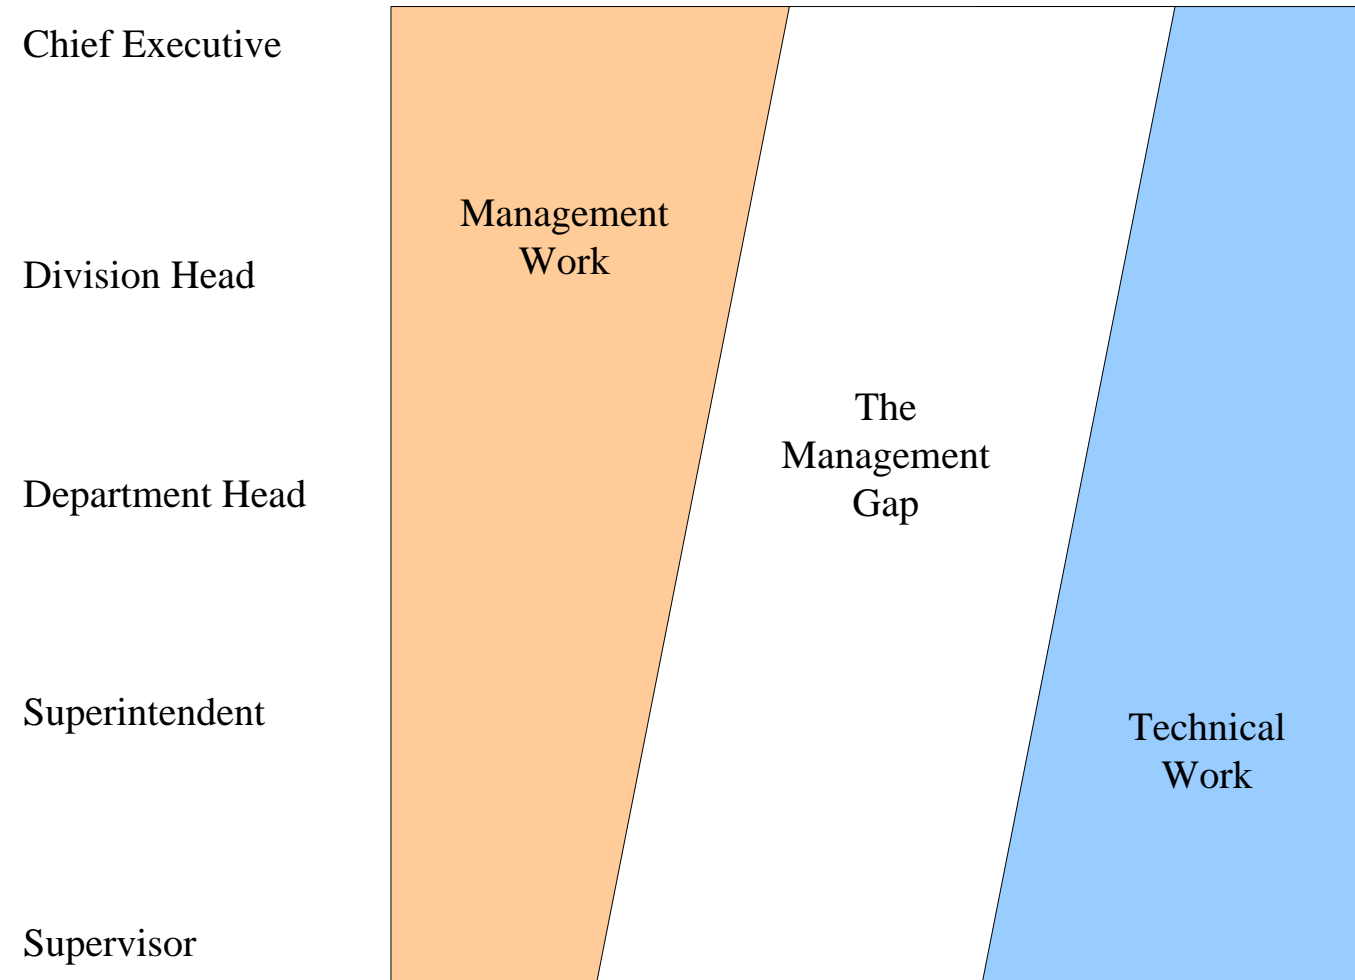 Chief Executive
Management
Work
Division Head
The
Management
Gap
Department Head
Superintendent
Technical
Work
Supervisor